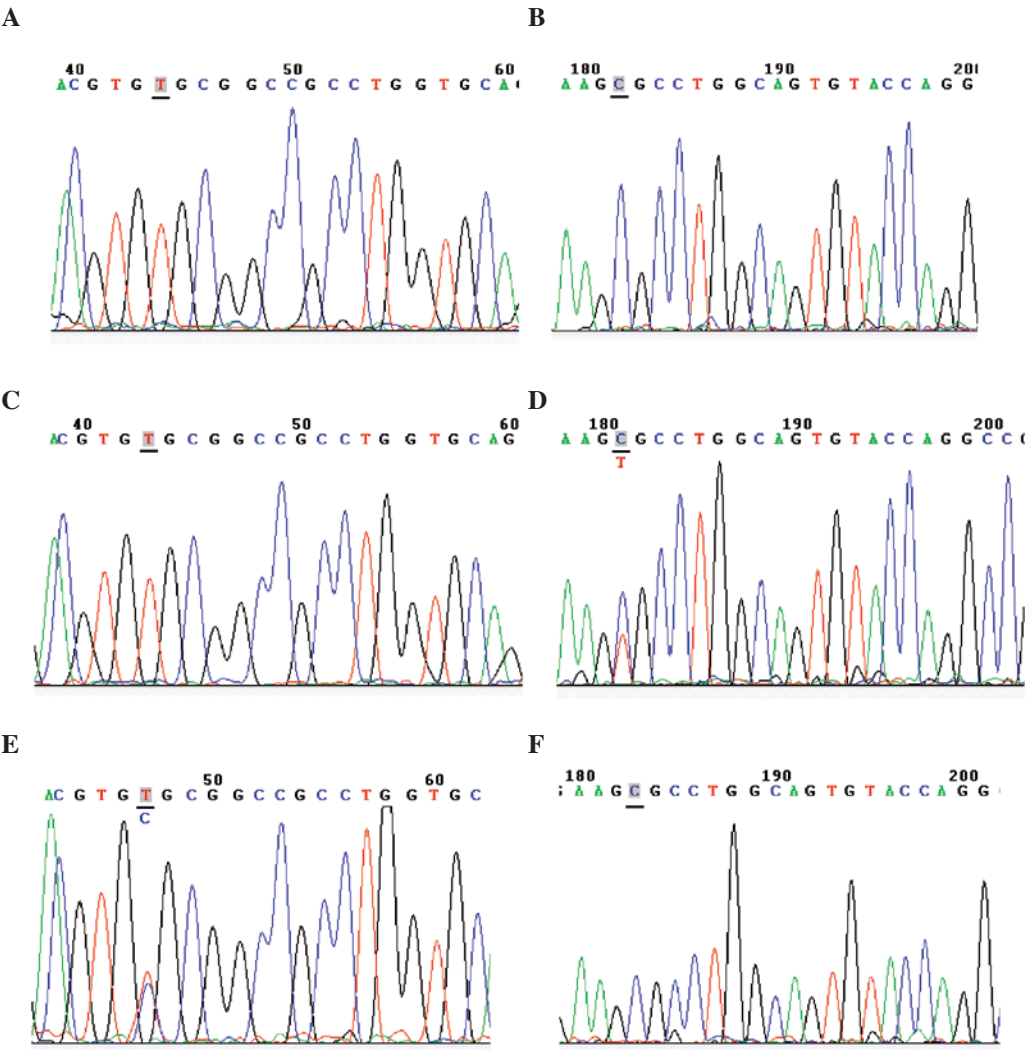 A
B
40 50 60
A C G T G T G C G G C C G C C T G G T G C A
180 190 200
A A G C G C C T G G C A G T G T A C C A G G
C
D
40 50 60
A C G T G T G C G G C C G C C T G G T G C A G
180 190 200
A A G C G C C T G G C A G T G T A C C A G G C C
T
E
F
50 60
A C G T G T G C G G C C G C C T G G T G C
C
180 190 200
A A G C G C C T G G C A G T G T A C C A G G